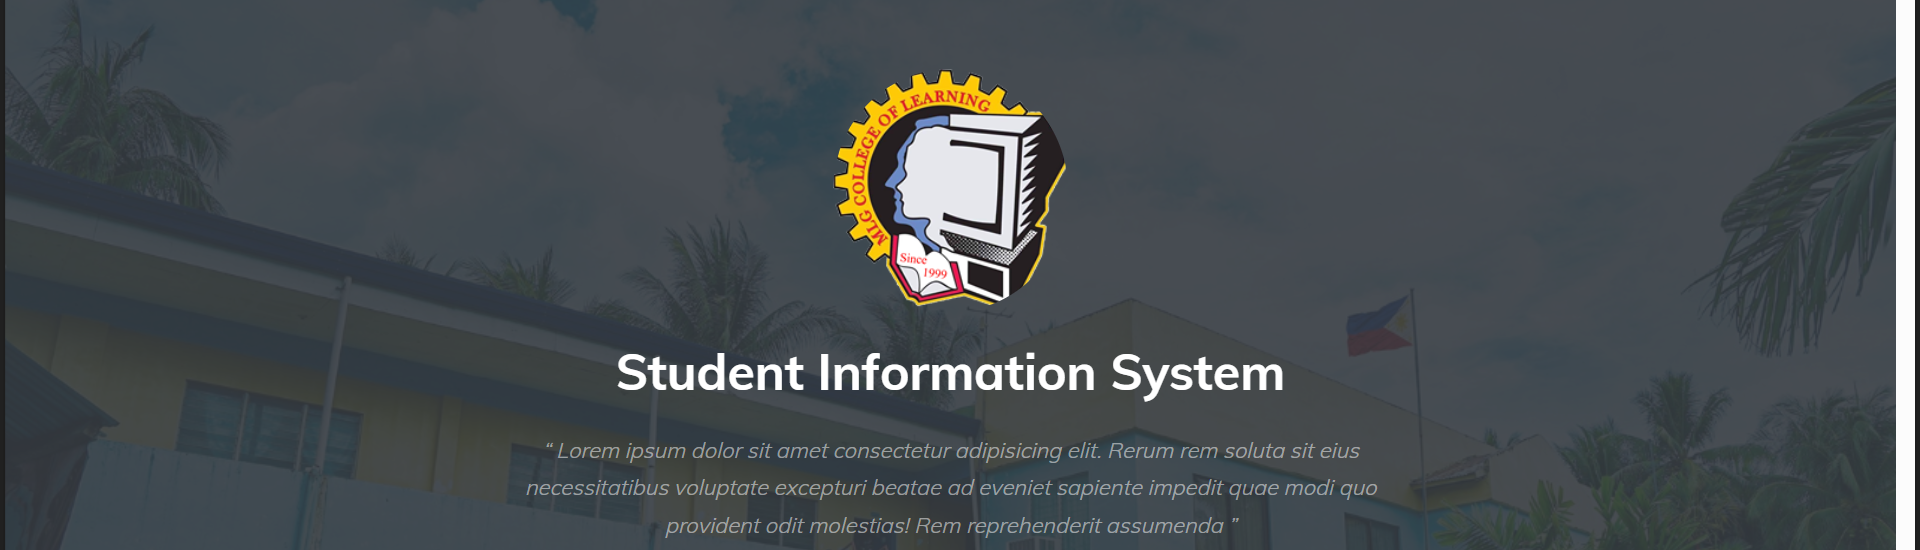 MLG COLLEGE OF LEARNING
Since
1999
Student Information System
“ Lorem ipsum dolor sit amet consectetur adipisicing elit. Rerum rem soluta sit eius
necessitatibus voluptate excepturi beatae ad eveniet sapiente impedit quae modi quo
provident odit molestias! Rem reprehenderit assumenda ”